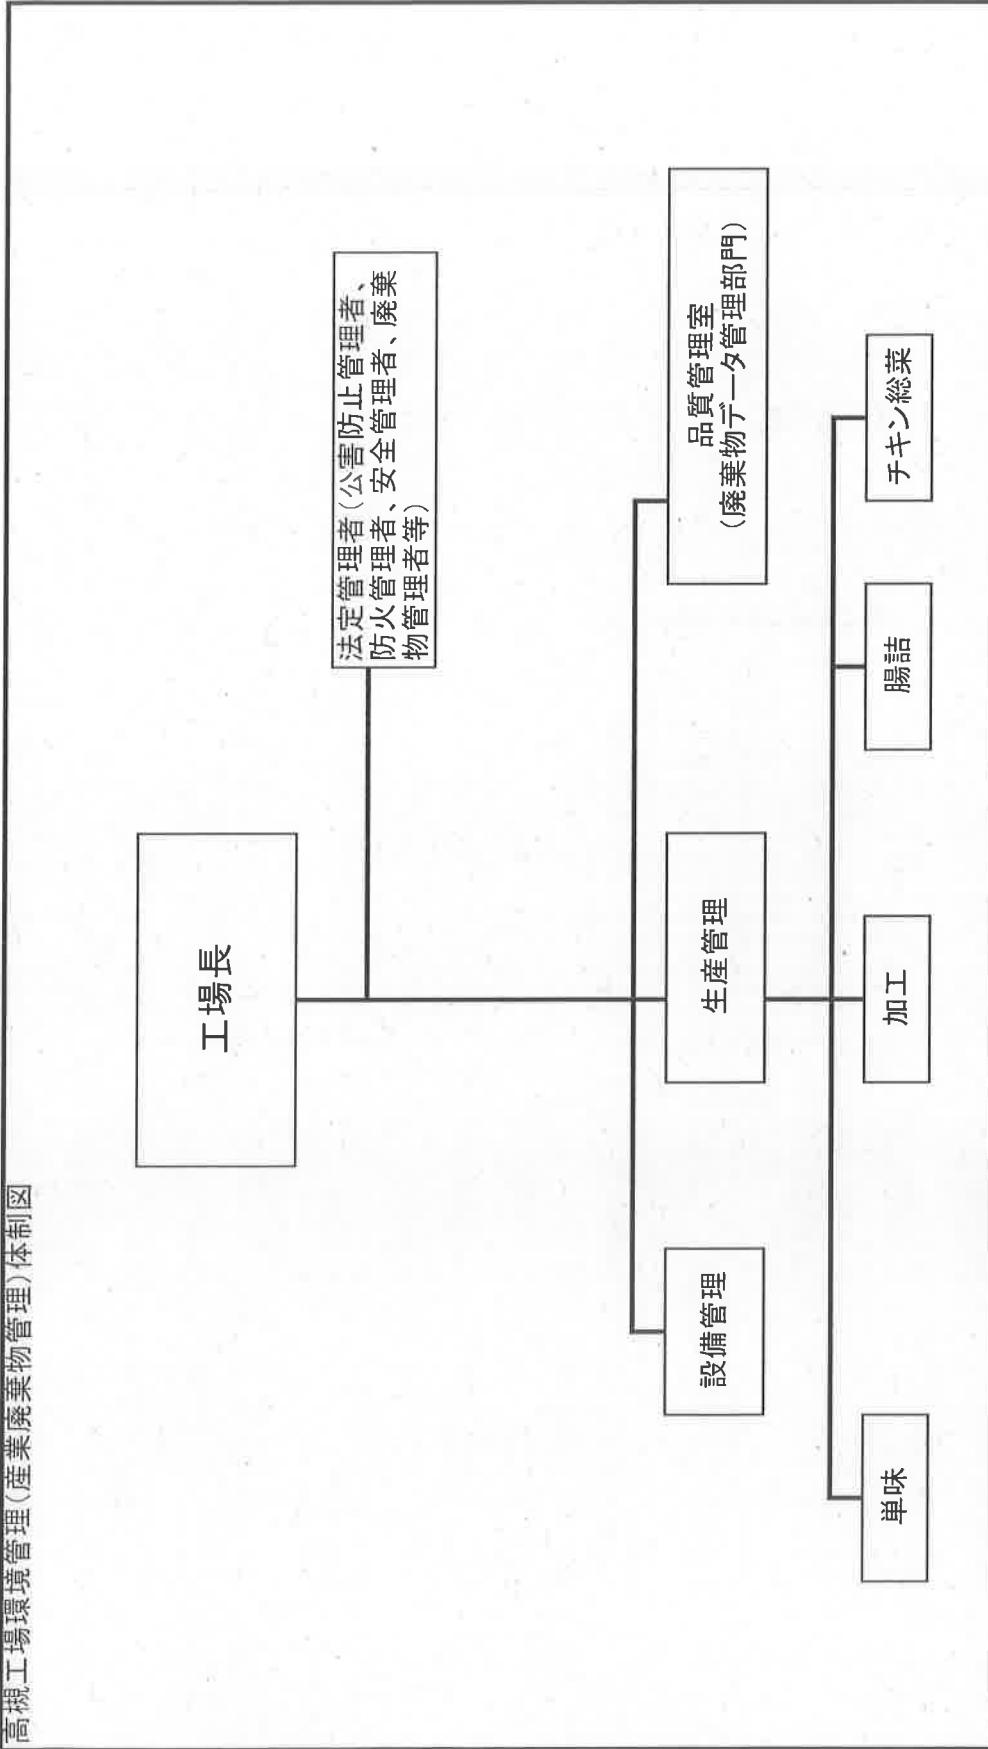 高槻工場環境管理(産業廃棄物管理)体制図
工場長
法定管理者(公害防止管理者、
防火管理者、安全管理者、廃棄
物管理者等)
設備管理
生産管理
品質管理室
(廃棄物データ管理部門)
単味
加工
腸詰
チキン総菜